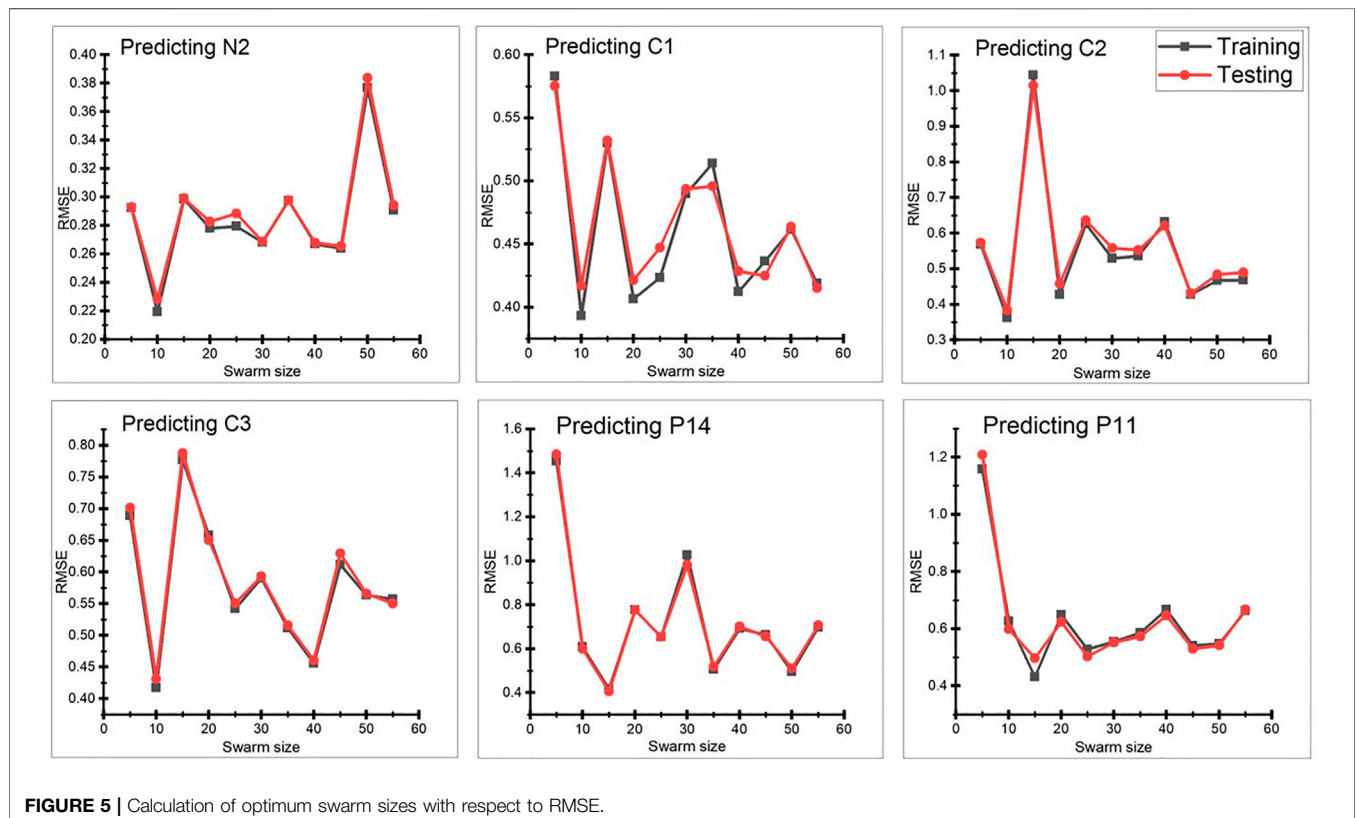 Predicting N2
0.40
0.38
0.36
0.34
0.32
0.30
0.28
0.26
0.24
0.22
0.20
RMSE
0 10 20 30 40 50 60
Swarm size
Predicting C1
0.60
0.55
0.50
0.45
0.40
RMSE
0 10 20 30 40 50 60
Swarm size
Predicting C2
Training
Testing
1.1
1.0
0.9
0.8
0.7
0.6
0.5
0.4
0.3
RMSE
0 10 20 30 40 50 60
Swarm size
Predicting C3
0.80
0.75
0.70
0.65
0.60
0.55
0.50
0.45
0.40
RMSE
0 10 20 30 40 50 60
Swarm size
Predicting P14
1.6
1.4
1.2
1.0
0.8
0.6
0.4
RMSE
0 10 20 30 40 50 60
Swarm size
Predicting P11
1.2
1.0
0.8
0.6
0.4
RMSE
0 10 20 30 40 50 60
Swarm size
FIGURE 5 | Calculation of optimum swarm sizes with respect to RMSE.